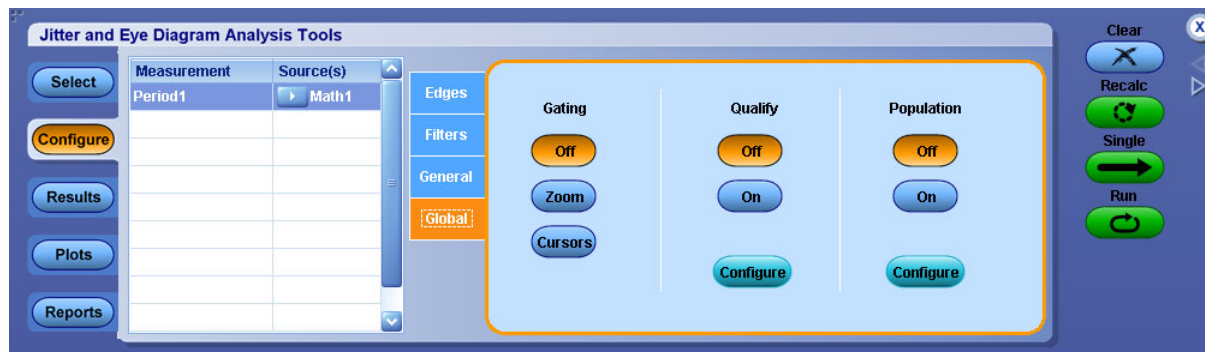 Jitter and Eye Diagram Analysis Tools
Select
Configure
Results
Plots
Reports
Measurement Source(s)
Period1 Math1
Edges
Filters
General
Global
Gating
Off
Zoom
Cursors
Qualify
Off
On
Configure
Population
Off
On
Configure
Clear
X
Recalc
Single
Run